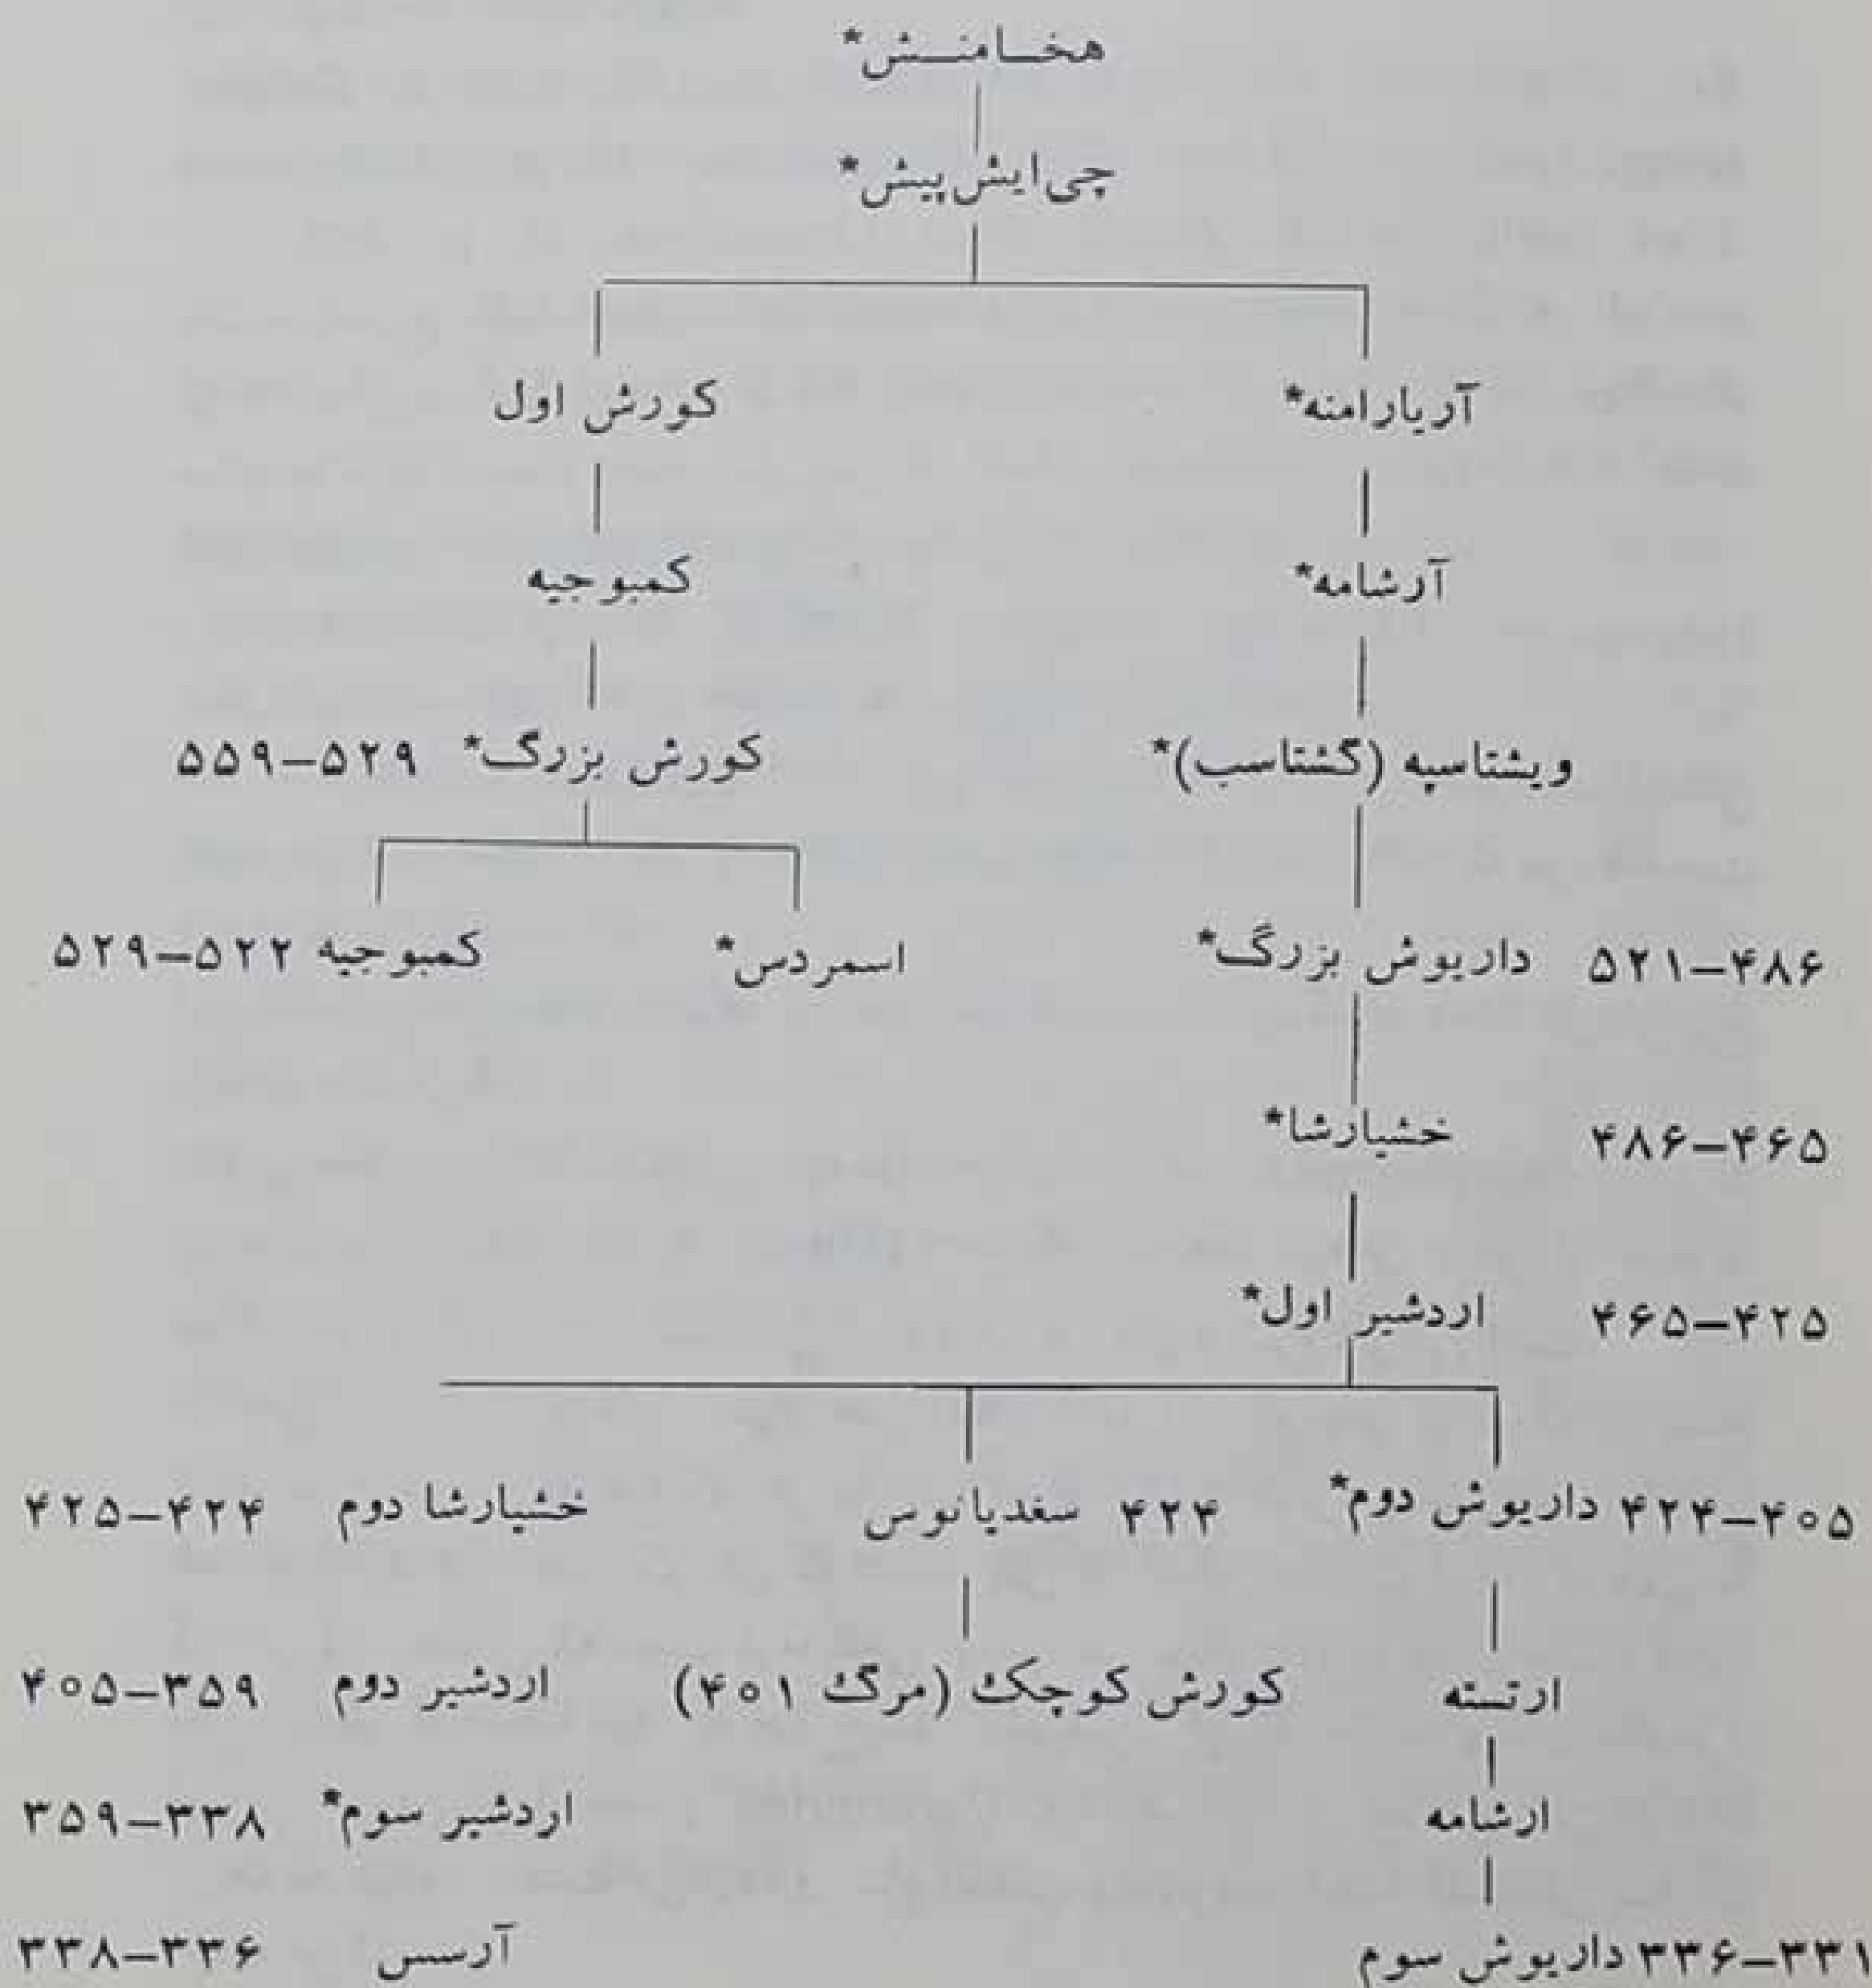 هخامنش*
چی‌ایش‌پیش*
آریارامنه* کورش اول
آرشامه* کمبوجیه
ویشتاسپه (گشتاسب)* کورش بزرگ* ۵۵۹–۵۲۹
۵۲۱–۴۸۶ داریوش بزرگ* اسمردس* کمبوجیه ۵۲۹–۵۲۲
۴۸۶–۴۶۵ خشیارشا*
۴۶۵–۴۲۵ اردشیر اول*
۴۲۴–۴۰۵ داریوش دوم* ۴۲۴ سغدیانوس خشیارشا دوم ۴۲۵–۴۲۴
ارتسته کورش کوچک (مرگ ۴۰۱) اردشیر دوم ۴۰۵–۳۵۹
ارشامه اردشیر سوم* ۳۵۹–۳۳۸
۳۳۶–۳۳۱ داریوش سوم آرسس ۳۳۸–۳۳۶